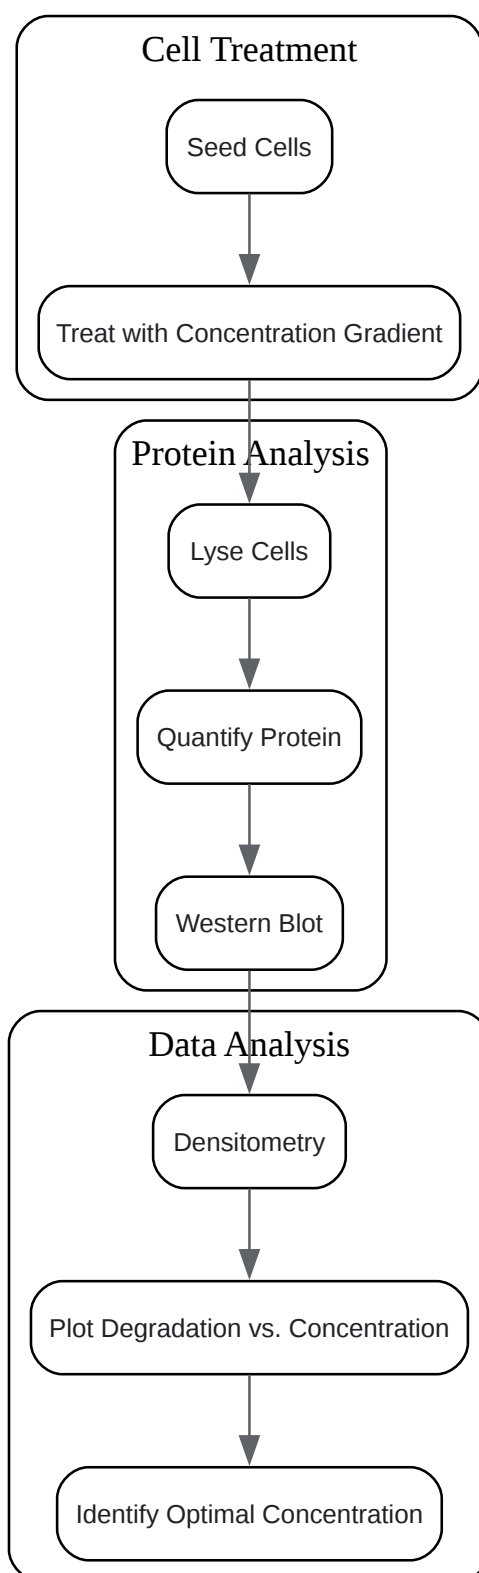 Cell Treatment
Seed Cells
Treat with Concentration Gradient
Protein Analysis
Lyse Cells
Quantify Protein
Western Blot
Data Analysis
Densitometry
Plot Degradation vs. Concentration
Identify Optimal Concentration